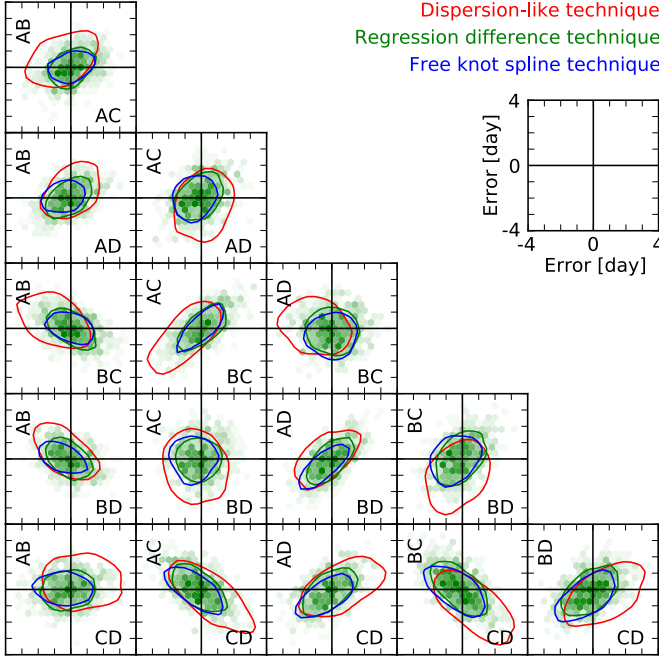 Dispersion-like technique
Regression difference technique
Free knot spline technique
AB
AC
4
0
-4
Error [day]
-4
0
4
Error [day]
AB
AD
AC
AD
AB
BC
AC
BC
AD
BC
AB
BD
AC
BD
AD
BD
BC
BD
AB
CD
AC
CD
AD
CD
BC
CD
BD
CD